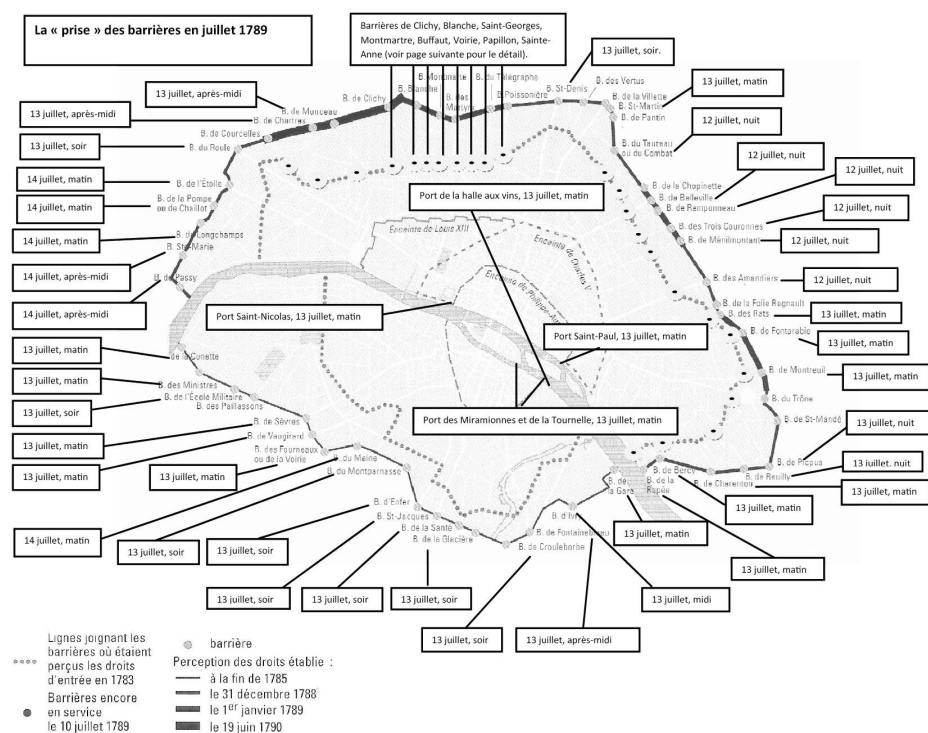 La « prise » des barrières en juillet 1789
Barrières de Clichy, Blanche, Saint-Georges,
Montmartre, Buffaut, Voirie, Papillon, Sainte-
Anne (voir page suivante pour le détail).
13 juillet, soir.
13 juillet, matin
12 juillet, nuit
12 juillet, nuit
12 juillet, nuit
12 juillet, nuit
12 juillet, nuit
12 juillet, nuit
13 juillet, matin
13 juillet, matin
13 juillet, matin
13 juillet, nuit
13 juillet. nuit
13 juillet, matin
13 juillet, matin
13 juillet, matin
13 juillet, matin
13 juillet, midi
13 juillet, après-midi
13 juillet, soir
13 juillet, soir
13 juillet, soir
13 juillet, soir
13 juillet, soir
13 juillet, soir
14 juillet, matin
13 juillet, matin
13 juillet, matin
13 juillet, matin
13 juillet, soir
13 juillet, matin
13 juillet, matin
14 juillet, après-midi
14 juillet, après-midi
14 juillet, matin
14 juillet, matin
14 juillet, matin
13 juillet, soir
13 juillet, après-midi
13 juillet, après-midi
B. de Clichy
B. Blanche
B. des
Martyrs
B. du Télégraphe
B. Poissonière
B. St-Denis
B. des Vertus
B. de la Villette
B. St-Martin
B. de Pantin
B. du Taureau
ou du Combat
B. de la Chopinette
B. de Belleville
B. de Ramponneau
B. des Trois Couronnes
B. de Ménilmontant
B. des Amandiers
B. de la Folie Regnault
B. des Rats
B. de Fontarabie
B. de Montreuil
B. du Trône
B. de St-Mandé
B. de Picpus
B. de Reuilly
B. de Charenton
B. de Bercy
B. de
la Rapée
B. de
la Gare
B. de Fontainebleau
B. de Croulebarbe
B. de la Glacière
B. de la Santé
B. St-Jacques
B. d'Enfer
B. du Montparnasse
B. du Maine
B. des Fourneaux
ou de la Voirie
B. de Vaugirard
B. de Sèvres
B. des Paillassons
B. de l'École Militaire
B. des Ministres
de la Cunette
B. de Passy
B. Ste-Marie
B. de Longchamps
B. de la Pompe
ou de Chaillot
B. de l'Étoile
B. du Roule
B. de Courcelles
B. de Chartres
B. de Monceau
Port de la halle aux vins, 13 juillet, matin
Enceinte de Louis XIII
Enceinte de Charles V
Port Saint-Nicolas, 13 juillet, matin
Port Saint-Paul, 13 juillet, matin
Port des Miramionnes et de la Tournelle, 13 juillet, matin
Lignes joignant les
barrières où étaient
perçus les droits
d'entrée en 1783
Barrières encore
en service
le 10 juillet 1789
barrière
Perception des droits établie :
à la fin de 1785
le 31 décembre 1788
le 1er janvier 1789
le 19 juin 1790